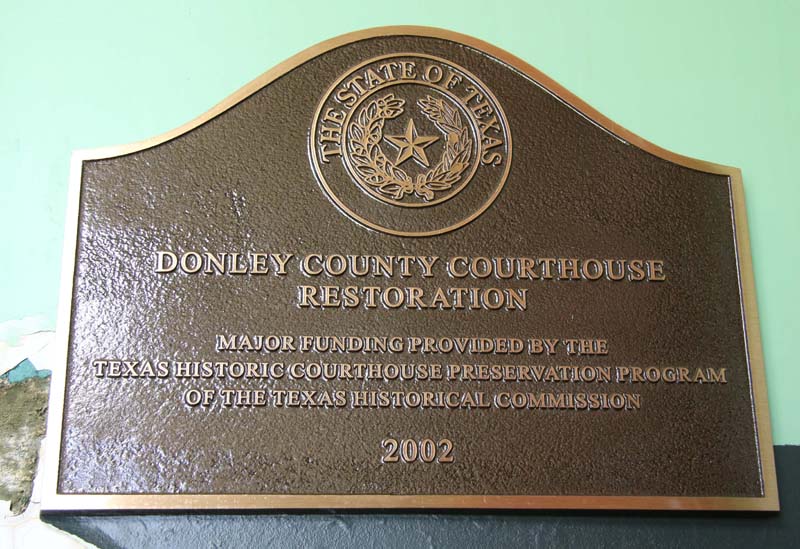 THE STATE OF TEXAS
DONLEY COUNTY COURTHOUSE
RESTORATION
MAJOR FUNDING PROVIDED BY THE
TEXAS HISTORIC COURTHOUSE PRESERVATION PROGRAM
OF THE TEXAS HISTORICAL COMMISSION
2002